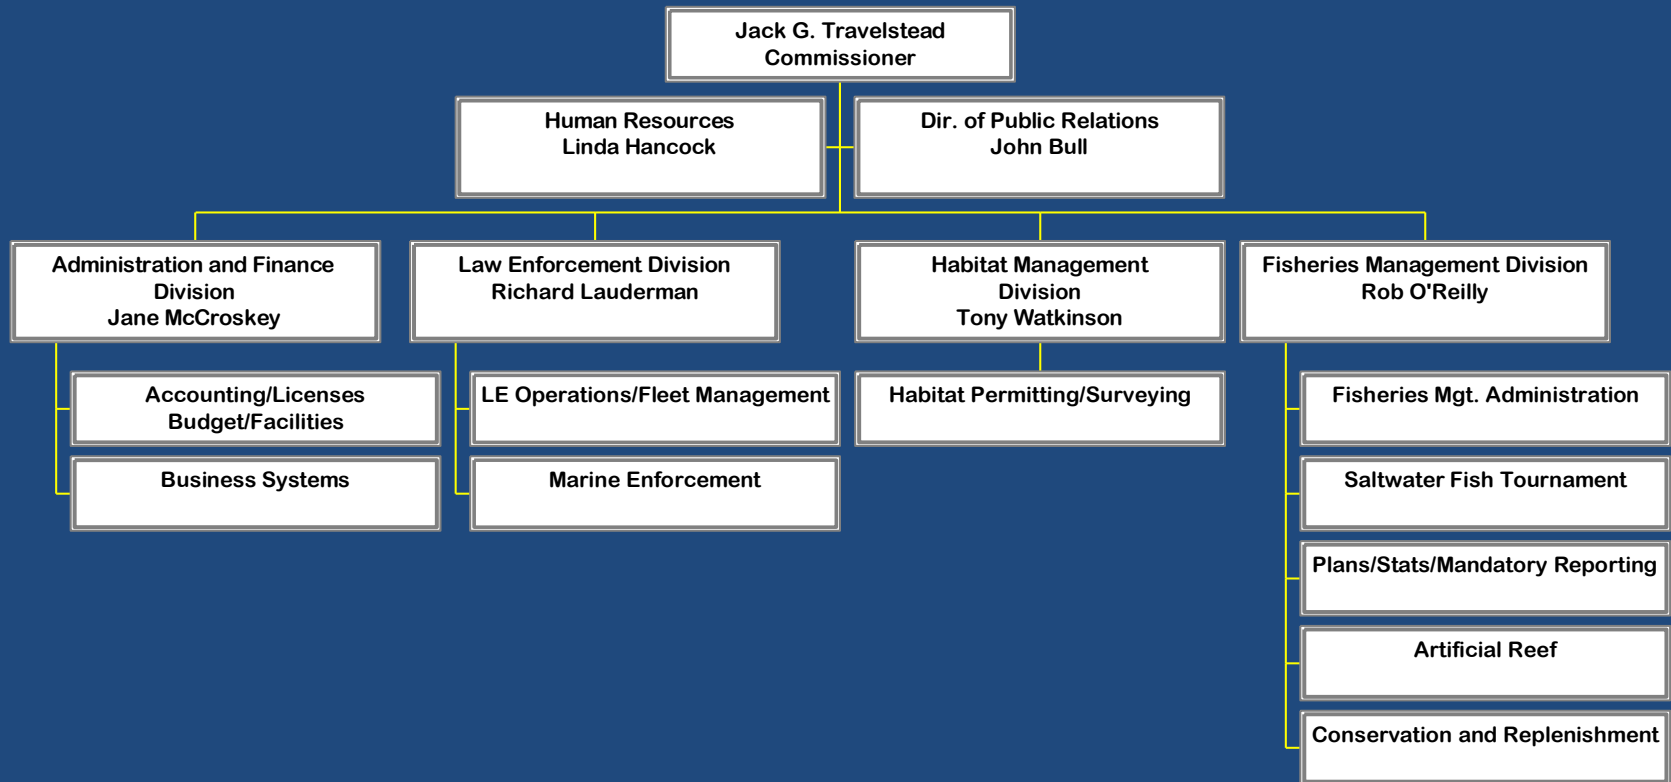 Jack G. Travelstead
Commissioner
Human Resources
Linda Hancock
Dir. of Public Relations
John Bull
Administration and Finance
Division
Jane McCroskey
Law Enforcement Division
Richard Lauderman
Habitat Management
Division
Tony Watkinson
Fisheries Management Division
Rob O'Reilly
Accounting/Licenses
Budget/Facilities
Business Systems
LE Operations/Fleet Management
Marine Enforcement
Habitat Permitting/Surveying
Fisheries Mgt. Administration
Saltwater Fish Tournament
Plans/Stats/Mandatory Reporting
Artificial Reef
Conservation and Replenishment